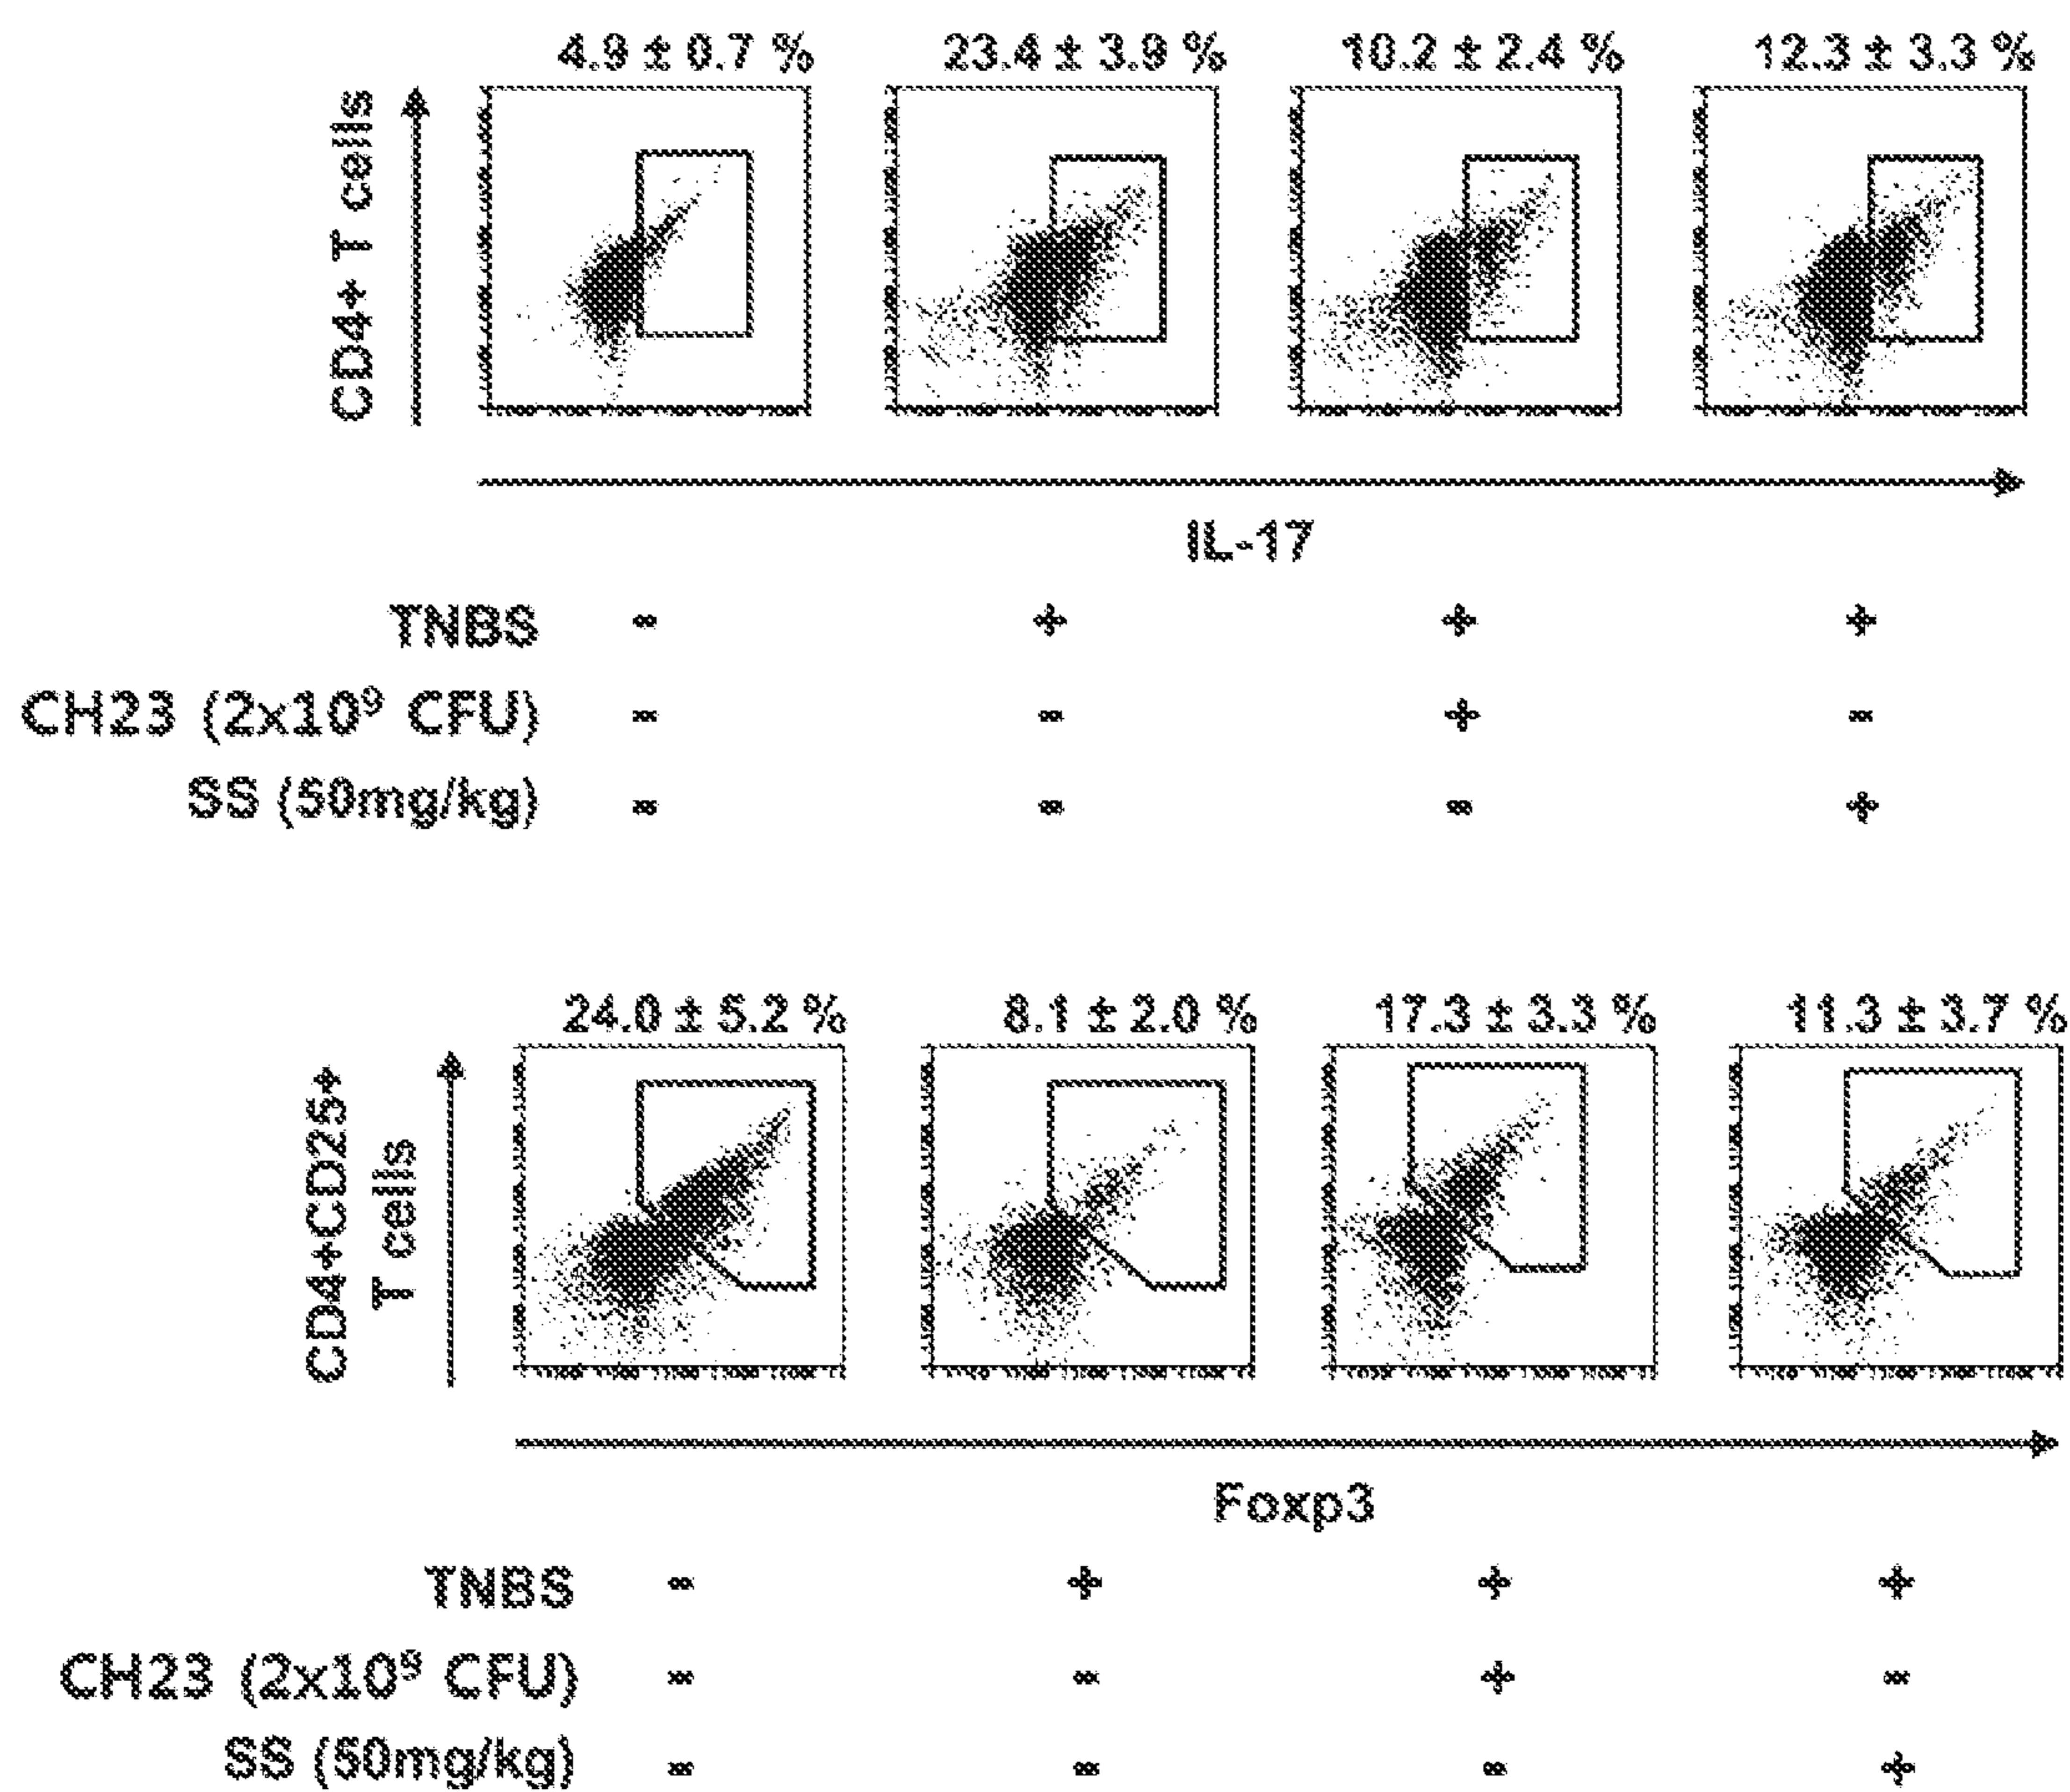 4.9 ± 0.7 % 23.4 ± 3.9 % 10.2 ± 2.4 % 12.3 ± 3.3 %
CD4+ T cells
IL-17
TNBS - + + +
CH23 (2x10⁹ CFU) - - + -
SS (50mg/kg) - - - +
24.0 ± 5.2 % 8.1 ± 2.0 % 17.3 ± 3.3 % 11.3 ± 3.7 %
CD4+CD25+
T cells
Foxp3
TNBS - + + +
CH23 (2x10⁹ CFU) - - + -
SS (50mg/kg) - - - +